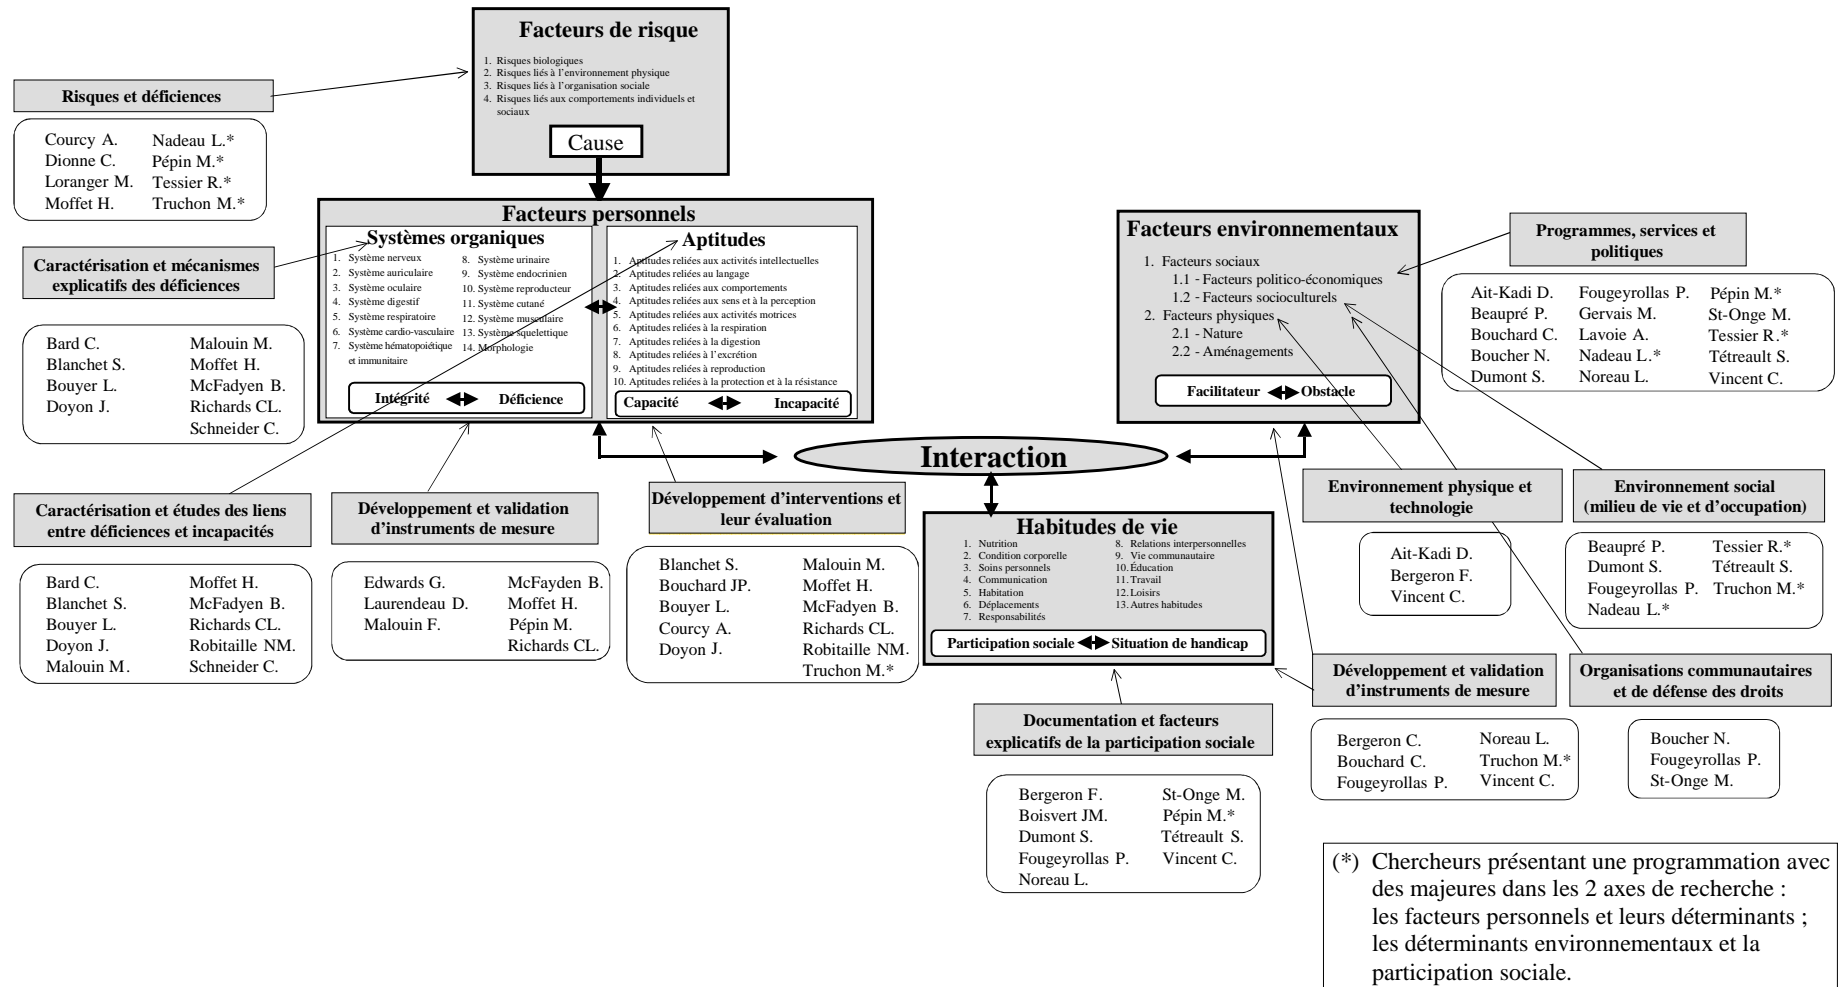 Facteurs de risque
1. Risques biologiques
2. Risques liés à l'environnement physique
3. Risques liés à l'organisation sociale
4. Risques liés aux comportements individuels et
sociaux
Cause
Risques et déficiences
Courcy A. Nadeau L.*
Dionne C. Pépin M.*
Loranger M. Tessier R.*
Moffet H. Truchon M.*
Caractérisation et mécanismes
explicatifs des déficiences
Bard C. Malouin M.
Blanchet S. Moffet H.
Bouyer L. McFadyen B.
Doyon J. Richards CL.
Schneider C.
Facteurs personnels
Systèmes organiques
1. Système nerveux
2. Système auriculaire
3. Système oculaire
4. Système digestif
5. Système respiratoire
6. Système cardio-vasculaire
7. Système hématopoiétique
et immunitaire
8. Système urinaire
9. Système endocrinien
10. Système reproducteur
11. Système cutané
12. Système musculaire
13. Système squelettique
14. Morphologie
Intégrité Déficience
Aptitudes
1. Aptitudes reliées aux activités intellectuelles
2. Aptitudes reliées au langage
3. Aptitudes reliées aux comportements
4. Aptitudes reliées aux sens et à la perception
5. Aptitudes reliées aux activités motrices
6. Aptitudes reliées à la respiration
7. Aptitudes reliées à la digestion
8. Aptitudes reliées à l'excrétion
9. Aptitudes reliées à reproduction
10. Aptitudes reliées à la protection et à la résistance
Capacité Incapacité
Facteurs environnementaux
1. Facteurs sociaux
1.1 - Facteurs politico-économiques
1.2 - Facteurs socioculturels
2. Facteurs physiques
2.1 - Nature
2.2 - Aménagements
Facilitateur Obstacle
Programmes, services et
politiques
Ait-Kadi D. Fougeyrollas P. Pépin M.*
Beaupré P. Gervais M. St-Onge M.
Bouchard C. Lavoie A. Tessier R.*
Boucher N. Nadeau L.* Tétreault S.
Dumont S. Noreau L. Vincent C.
Interaction
Caractérisation et études des liens
entre déficiences et incapacités
Bard C. Moffet H.
Blanchet S. McFadyen B.
Bouyer L. Richards CL.
Doyon J. Robitaille NM.
Malouin M. Schneider C.
Développement et validation
d'instruments de mesure
Edwards G. McFayden B.
Laurendeau D. Moffet H.
Malouin F. Pépin M.
Richards CL.
Développement d'interventions et
leur évaluation
Blanchet S. Malouin M.
Bouchard JP. Moffet H.
Bouyer L. McFadyen B.
Courcy A. Richards CL.
Doyon J. Robitaille NM.
Truchon M.*
Habitudes de vie
1. Nutrition
2. Condition corporelle
3. Soins personnels
4. Communication
5. Habitation
6. Déplacements
7. Responsabilités
8. Relations interpersonnelles
9. Vie communautaire
10. Éducation
11. Travail
12. Loisirs
13. Autres habitudes
Participation sociale Situation de handicap
Environnement physique et
technologie
Ait-Kadi D.
Bergeron F.
Vincent C.
Environnement social
(milieu de vie et d'occupation)
Beaupré P. Tessier R.*
Dumont S. Tétreault S.
Fougeyrollas P. Truchon M.*
Nadeau L.*
Documentation et facteurs
explicatifs de la participation sociale
Bergeron F. St-Onge M.
Boisvert JM. Pépin M.*
Dumont S. Tétreault S.
Fougeyrollas P. Vincent C.
Noreau L.
Développement et validation
d'instruments de mesure
Bergeron C. Noreau L.
Bouchard C. Truchon M.*
Fougeyrollas P. Vincent C.
Organisations communautaires
et de défense des droits
Boucher N.
Fougeyrollas P.
St-Onge M.
(*) Chercheurs présentant une programmation avec
des majeures dans les 2 axes de recherche :
les facteurs personnels et leurs déterminants ;
les déterminants environnementaux et la
participation sociale.